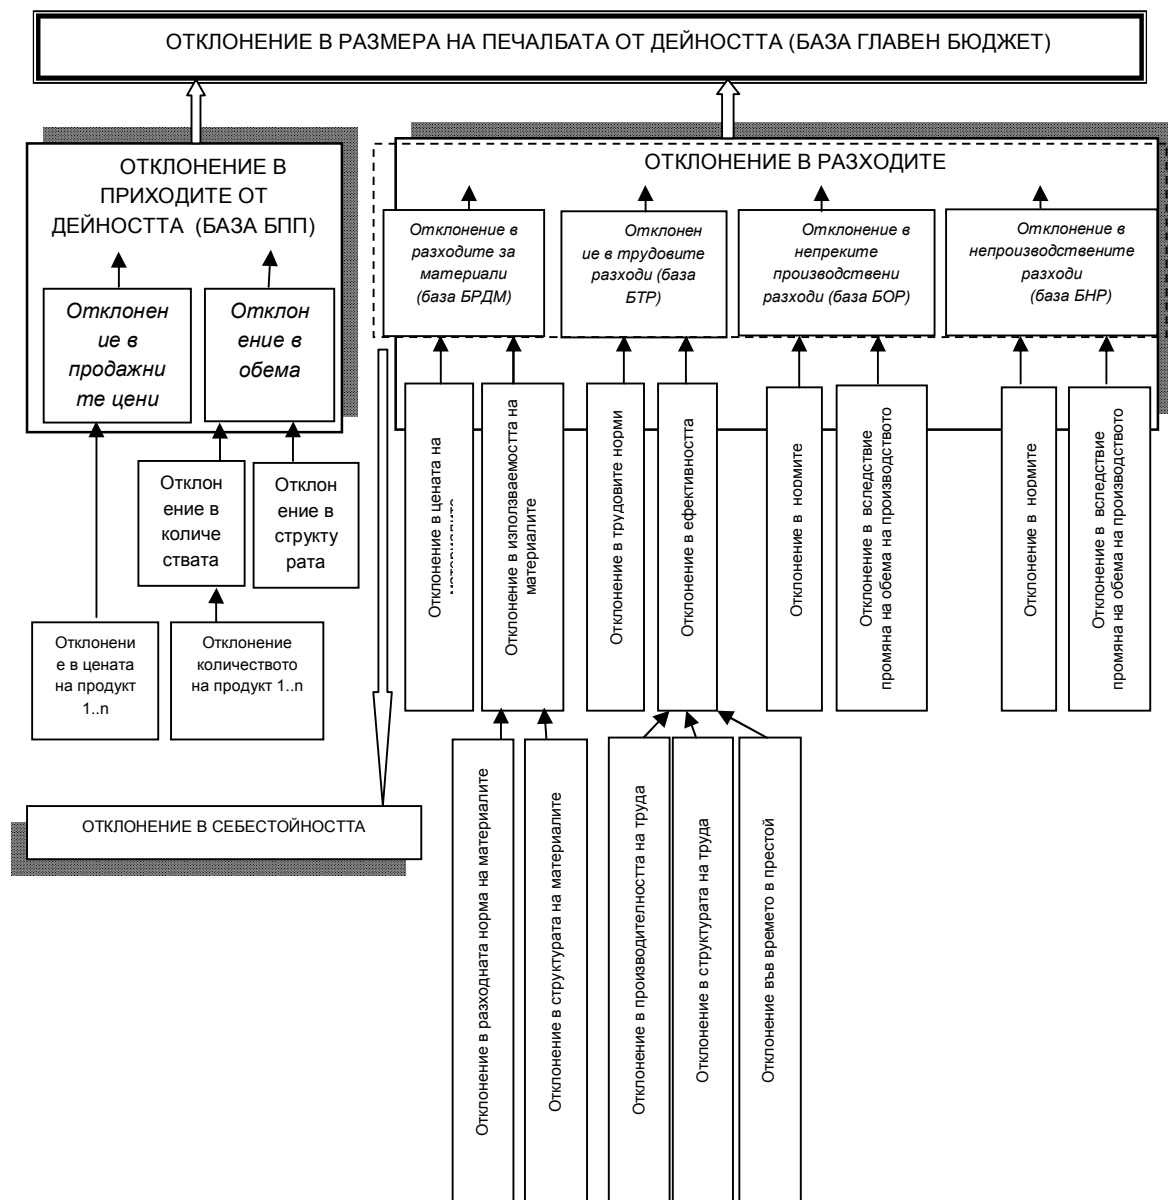 ОТКЛОНЕНИЕ В РАЗМЕРА НА ПЕЧАЛБАТА ОТ ДЕЙНОСТТА (БАЗА ГЛАВЕН БЮДЖЕТ)
ОТКЛОНЕНИЕ В
ПРИХОДИТЕ ОТ
ДЕЙНОСТТА (БАЗА БПП)
Отклонен
ие в
продажни
те цени
Отклон
ение в
обема
Отклон
ение в
количе
ствата
Отклон
ение в
структу
рата
Отклонени
е в цената
на продукт
1..n
Отклонение
количеството
на продукт 1..n
ОТКЛОНЕНИЕ В РАЗХОДИТЕ
Отклонение в
разходите за
материали
(база БРДМ)
Отклонен
ие в трудовите
разходи (база
БТР)
Отклонение в
непреките
производствени
разходи (база БОР)
Отклонение в
непроизводствените
разходи
(база БНР)
Отклонение в цената на
Отклонение в използваемостта на
материалите
Отклонение в трудовите норми
Отклонение в ефективността
Отклонение в нормите
Отклонение в вследствие
промяна на обема на производството
Отклонение в нормите
Отклонение в вследствие
промяна на обема на производството
Отклонение в разходната норма на материалите
Отклонение в структурата на материалите
Отклонение в производителността на труда
Отклонение в структурата на труда
Отклонение във времето в престой
ОТКЛОНЕНИЕ В СЕБЕСТОЙНОСТТА